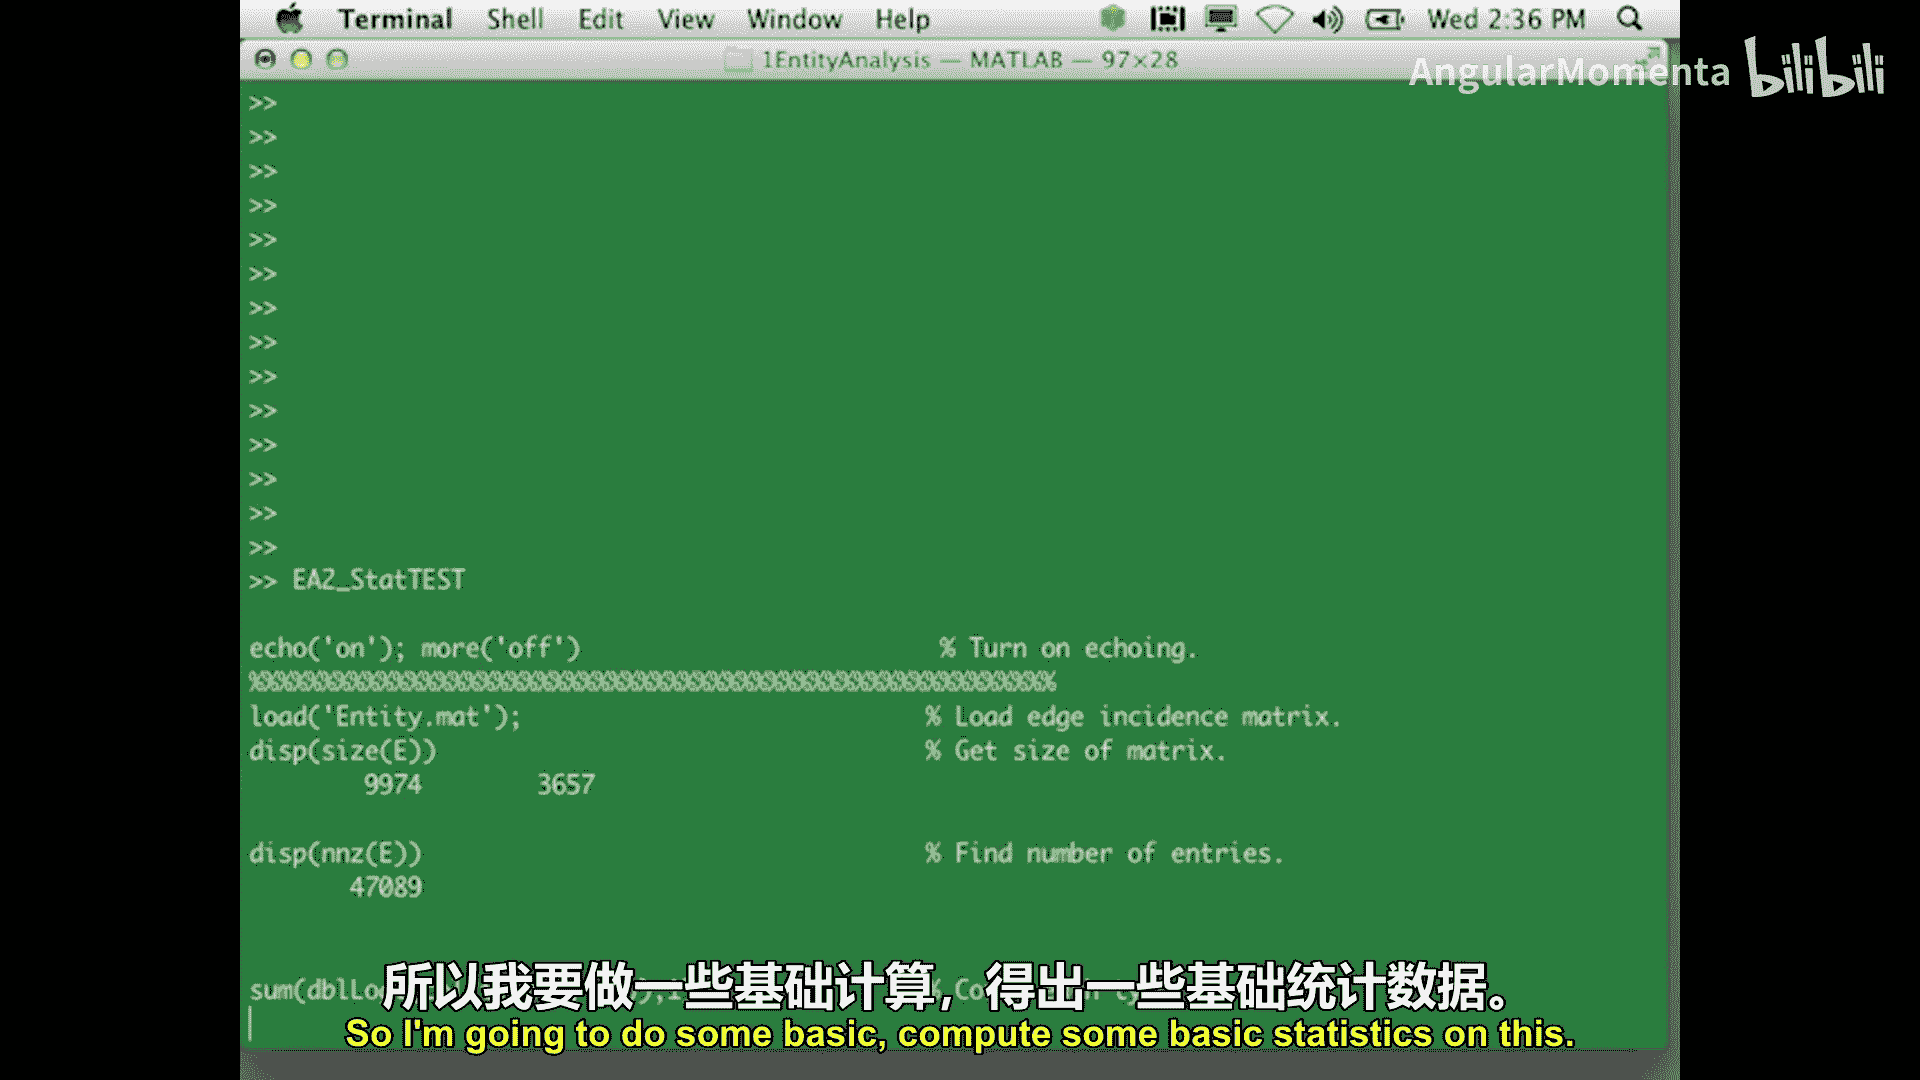 Terminal Shell Edit View Window Help Wed 2:36 PM
1EntityAnalysis — MATLAB — 97×28
AngularMomenta bilibili
>>
>>
>>
>>
>>
>>
>>
>>
>>
>>
>>
>>
>>
>>
>> EA2_StatTEST
echo('on'); more('off') % Turn on echoing.
%%%%%%%%%%%%%%%%%%%%%%%%%%%%%%%%%%%%%%%%%%%%%%%%%%%%%%%%
load('Entity.mat'); % Load edge incidence matrix.
disp(size(E)) % Get size of matrix.
9974 3657
disp(nnz(E)) % Find number of entries.
47089
sum(dblLo
所以我要做一些基础计算，得出一些基础统计数据。
So I'm going to do some basic, compute some basic statistics on this.